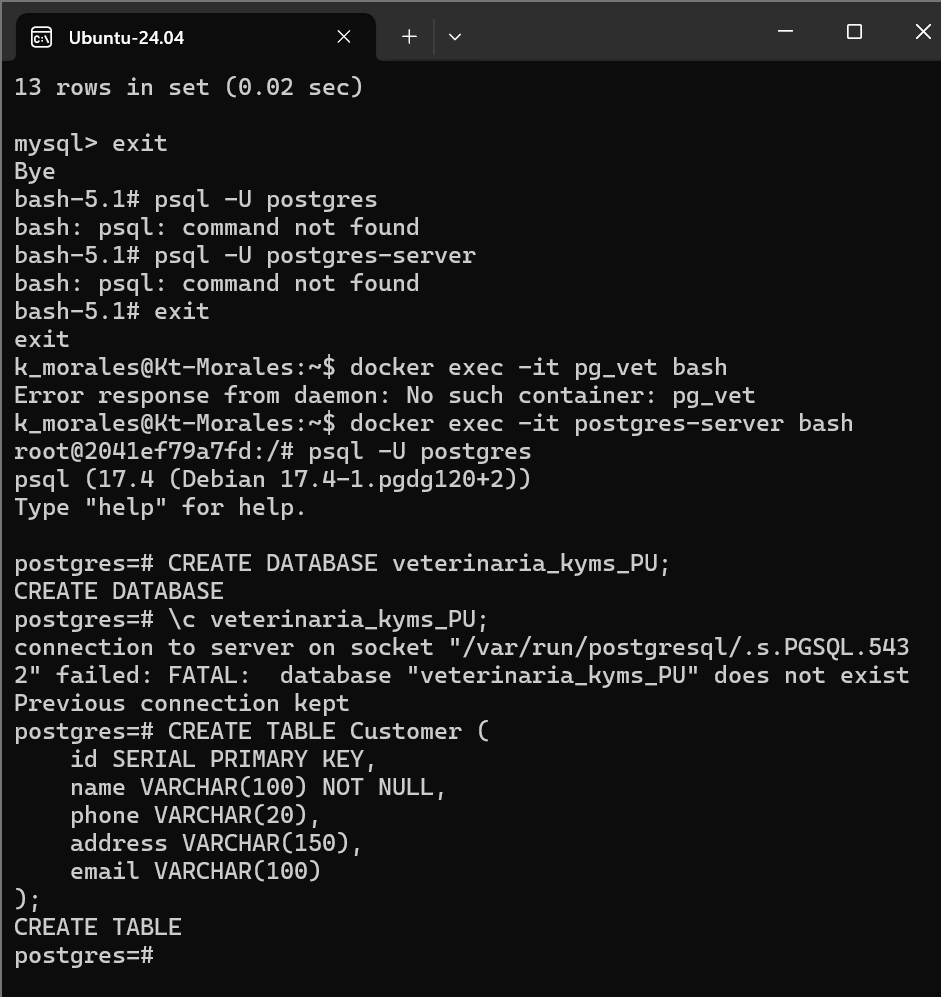 Ubuntu-24.04
13 rows in set (0.02 sec)
mysql> exit
Bye
bash-5.1# psql -U postgres
bash: psql: command not found
bash-5.1# psql -U postgres-server
bash: psql: command not found
bash-5.1# exit
exit
k_morales@Kt-Morales:~$ docker exec -it pg_vet bash
Error response from daemon: No such container: pg_vet
k_morales@Kt-Morales:~$ docker exec -it postgres-server bash
root@2041ef79a7fd:/# psql -U postgres
psql (17.4 (Debian 17.4-1.pgdg120+2))
Type "help" for help.
postgres=# CREATE DATABASE veterinaria_kyms_PU;
CREATE DATABASE
postgres=# \c veterinaria_kyms_PU;
connection to server on socket "/var/run/postgresql/.s.PGSQL.543
2" failed: FATAL:  database "veterinaria_kyms_PU" does not exist
Previous connection kept
postgres=# CREATE TABLE Customer (
    id SERIAL PRIMARY KEY,
    name VARCHAR(100) NOT NULL,
    phone VARCHAR(20),
    address VARCHAR(150),
    email VARCHAR(100)
);
CREATE TABLE
postgres=#